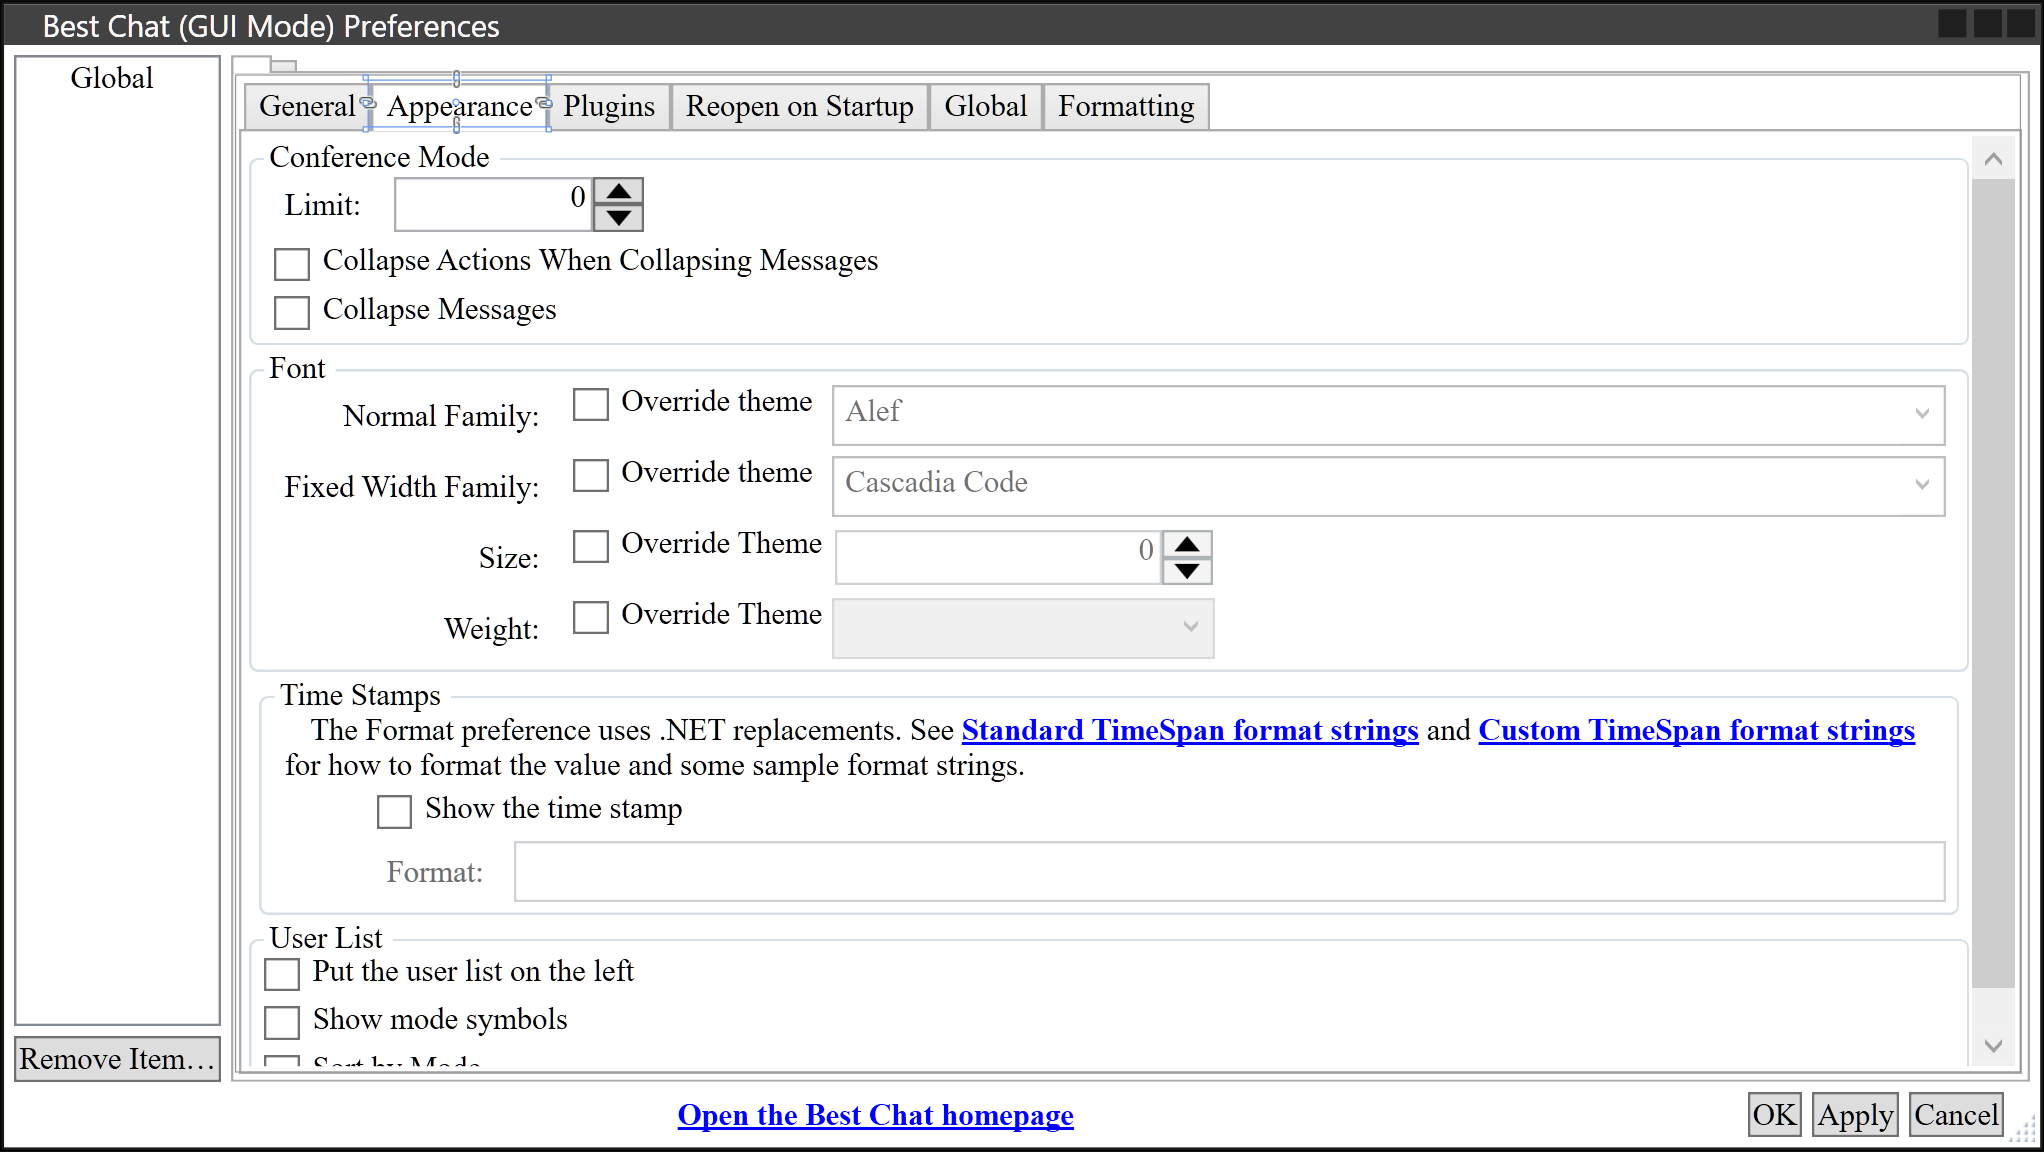 Best Chat (GUI Mode) Preferences
Global
General Appearance Plugins Reopen on Startup Global Formatting
Conference Mode
Limit: 0
Collapse Actions When Collapsing Messages
Collapse Messages
Font
Normal Family: Override theme Alef
Fixed Width Family: Override theme Cascadia Code
Size: Override Theme 0
Weight: Override Theme
Time Stamps
The Format preference uses .NET replacements. See Standard TimeSpan format strings and Custom TimeSpan format strings
for how to format the value and some sample format strings.
Show the time stamp
Format:
User List
Put the user list on the left
Show mode symbols
Sort by Mode
Remove Item…
Open the Best Chat homepage
OK Apply Cancel